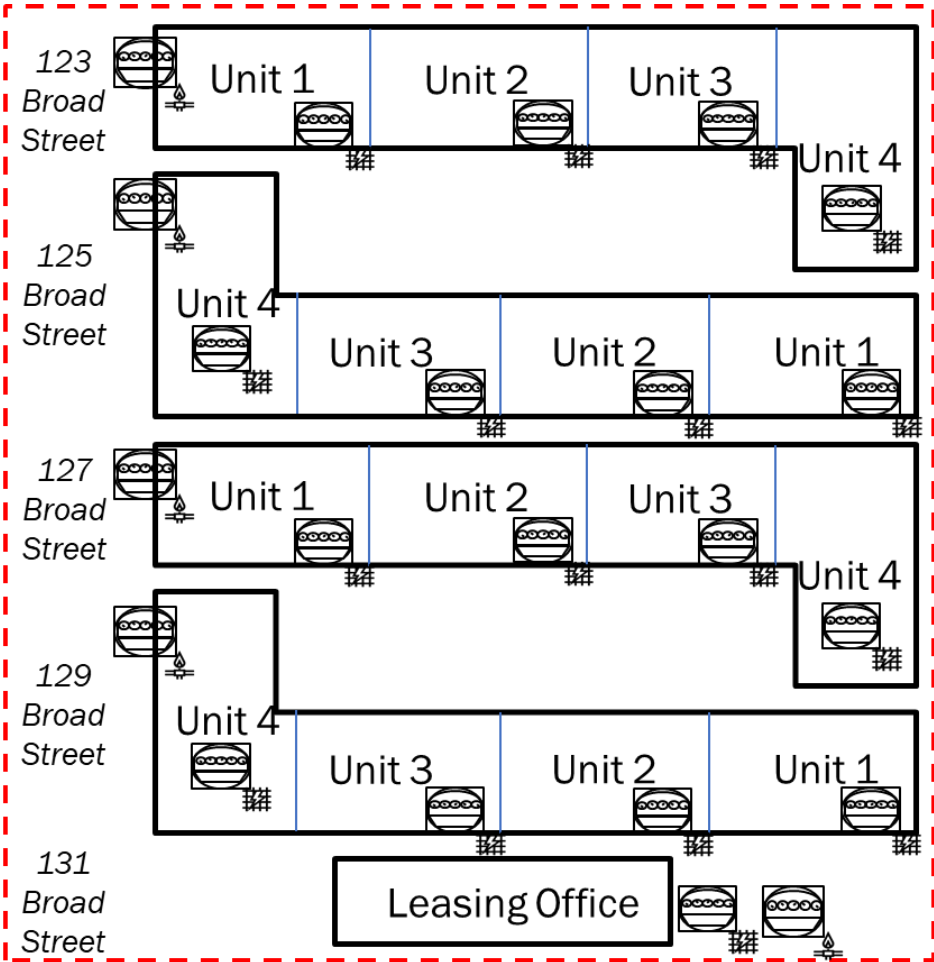 123
Broad
Street
Unit 1
Unit 2
Unit 3
Unit 4
125
Broad
Street
Unit 4
Unit 3
Unit 2
Unit 1
127
Broad
Street
Unit 1
Unit 2
Unit 3
Unit 4
129
Broad
Street
Unit 4
Unit 3
Unit 2
Unit 1
131
Broad
Street
Leasing Office